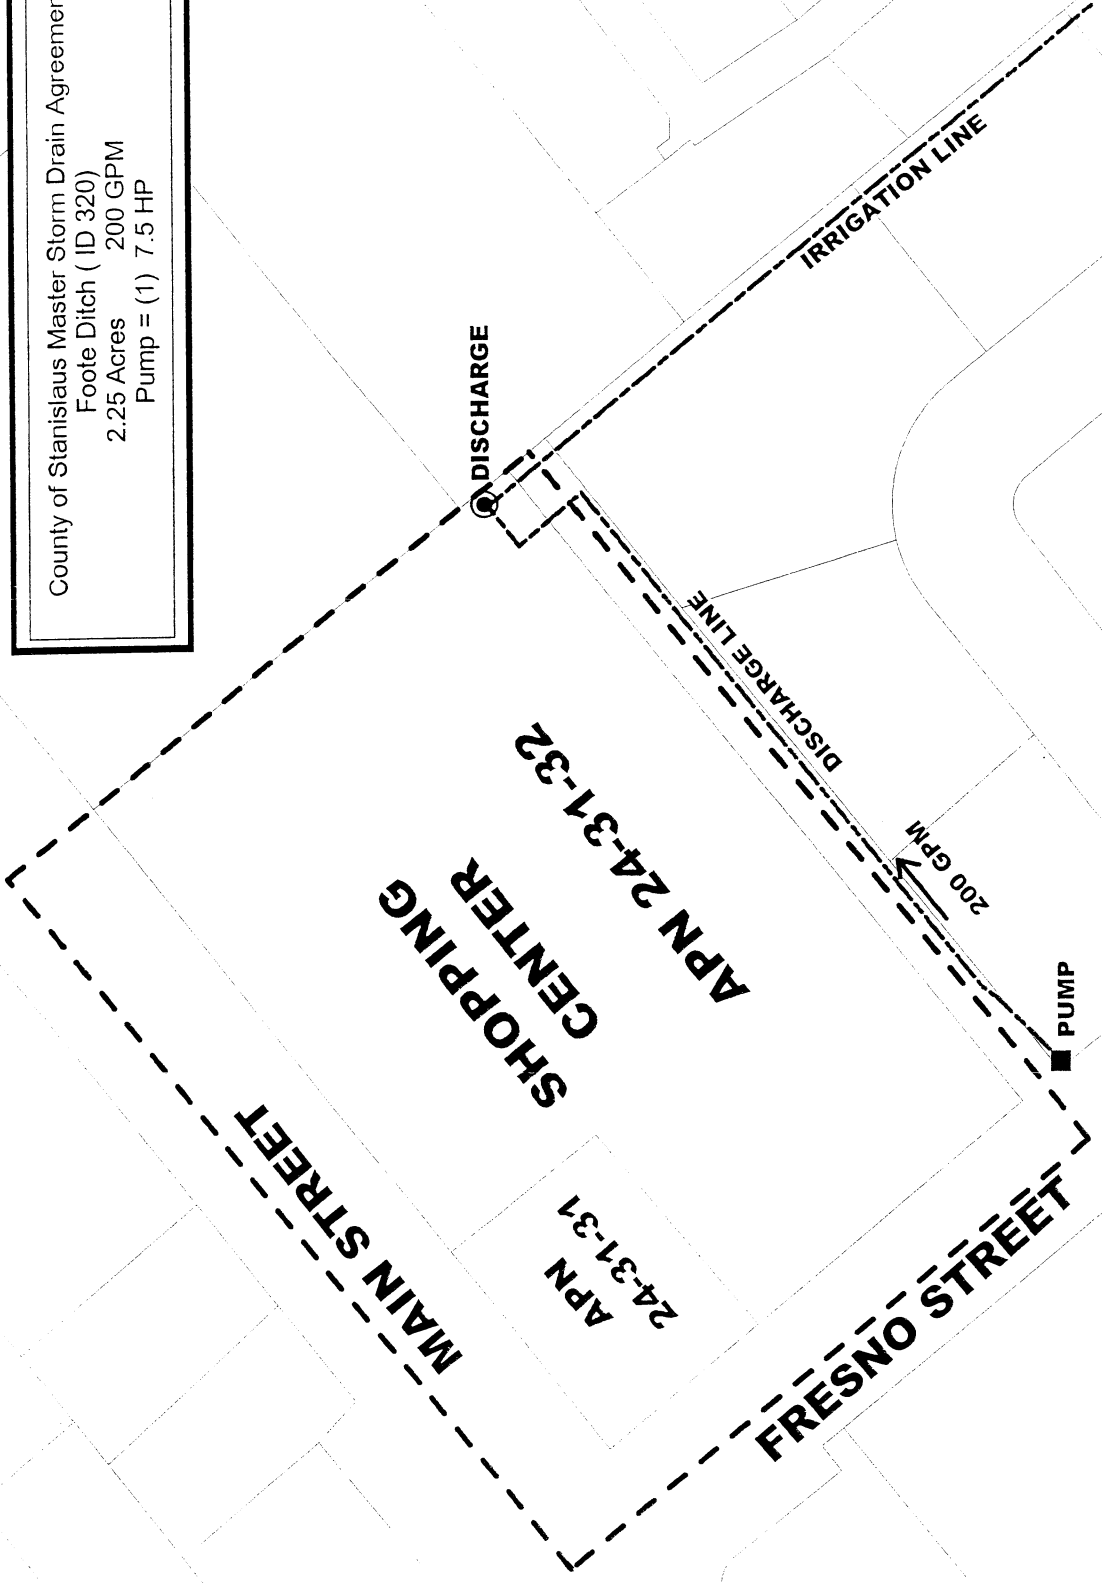 County of Stanislaus Master Storm Drain Agreemen
Foote Ditch ( ID 320)
2.25 Acres 200 GPM
Pump = (1) 7.5 HP
IRRIGATION LINE
DISCHARGE
DISCHARGE LINE
200 GPM
PUMP
SHOPPING
CENTER
APN 24-31-32
MAIN STREET
APN
24-31-31
FRESNO STREET